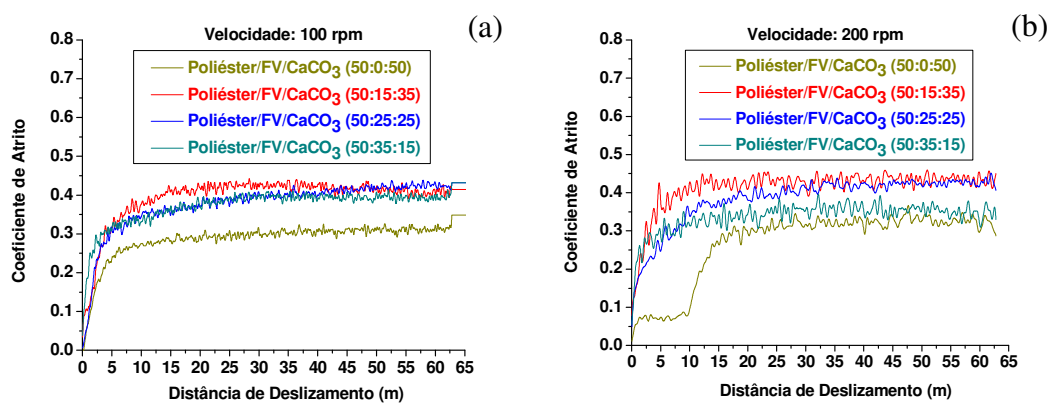 (a)
Velocidade: 100 rpm
Poliéster/FV/CaCO3 (50:0:50)
Poliéster/FV/CaCO3 (50:15:35)
Poliéster/FV/CaCO3 (50:25:25)
Poliéster/FV/CaCO3 (50:35:15)
Coeficiente de Atrito
0.8
0.7
0.6
0.5
0.4
0.3
0.2
0.1
0.0
0 5 10 15 20 25 30 35 40 45 50 55 60 65
Distância de Deslizamento (m)
(b)
Velocidade: 200 rpm
Poliéster/FV/CaCO3 (50:0:50)
Poliéster/FV/CaCO3 (50:15:35)
Poliéster/FV/CaCO3 (50:25:25)
Poliéster/FV/CaCO3 (50:35:15)
Coeficiente de Atrito
0.8
0.7
0.6
0.5
0.4
0.3
0.2
0.1
0.0
0 5 10 15 20 25 30 35 40 45 50 55 60 65
Distância de Deslizamento (m)